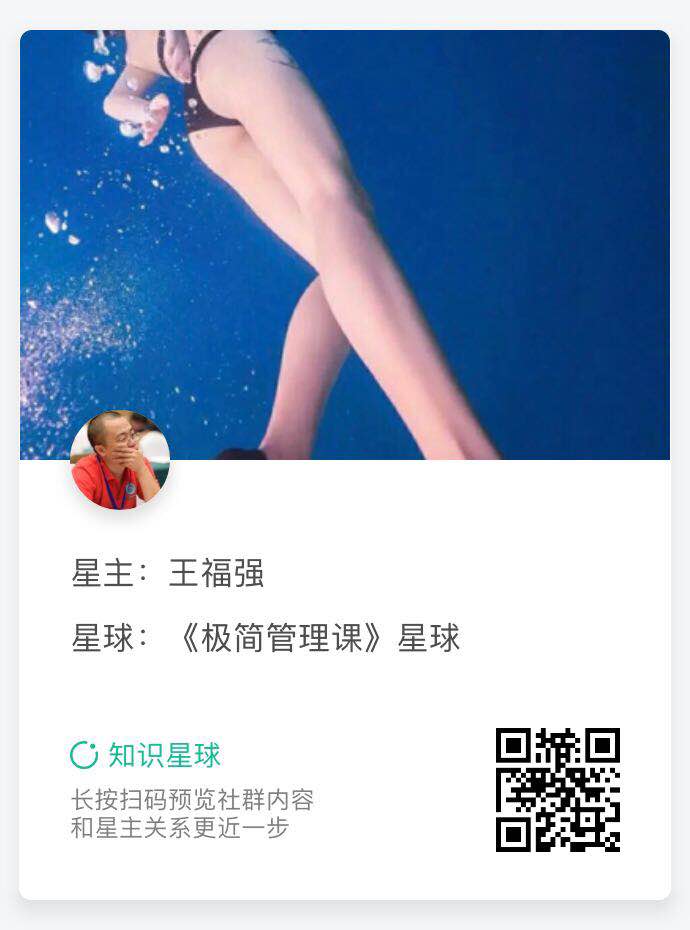 星主：王福强
星球：《极简管理课》星球
知识星球
长按扫码预览社群内容
和星主关系更近一步